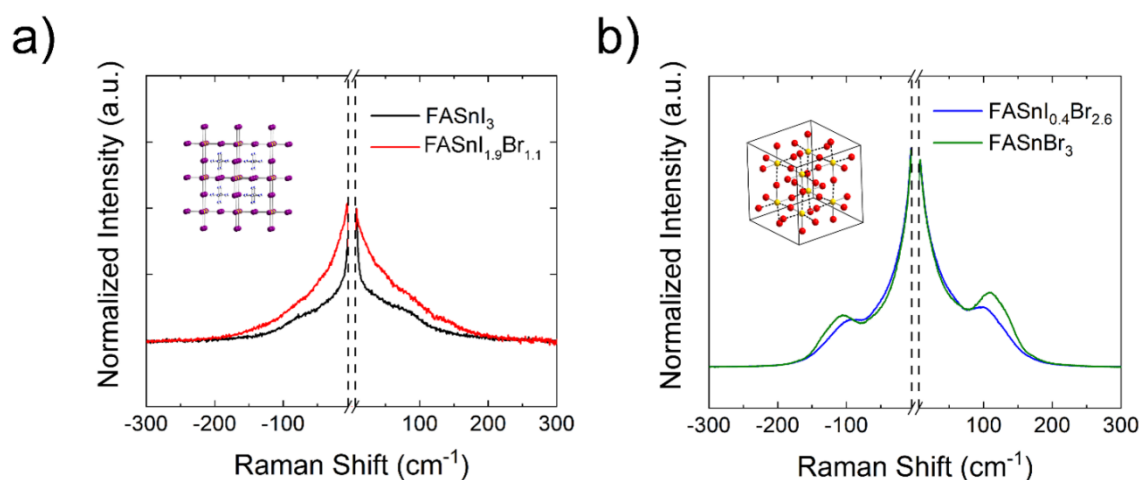 a)
Normalized Intensity (a.u.)
FASnI₃
FASnI₁.₉Br₁.₁
-300 -200 -100 100 200 300
Raman Shift (cm⁻¹)
b)
Normalized Intensity (a.u.)
FASnI₀.₄Br₂.₆
FASnBr₃
-300 -200 -100 100 200 300
Raman Shift (cm⁻¹)